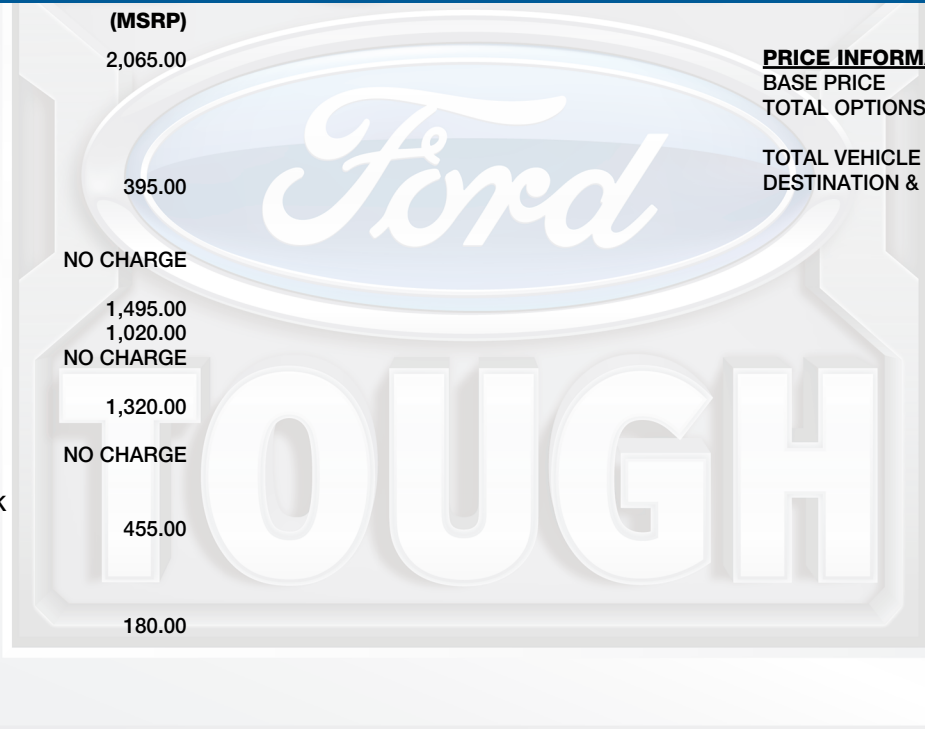 (MSRP)
2,065.00
395.00
NO CHARGE
1,495.00
1,020.00
NO CHARGE
1,320.00
NO CHARGE
K
455.00
180.00
PRICE INFORMA
BASE PRICE
TOTAL OPTIONS
TOTAL VEHICLE
DESTINATION &
Ford
TOUGH